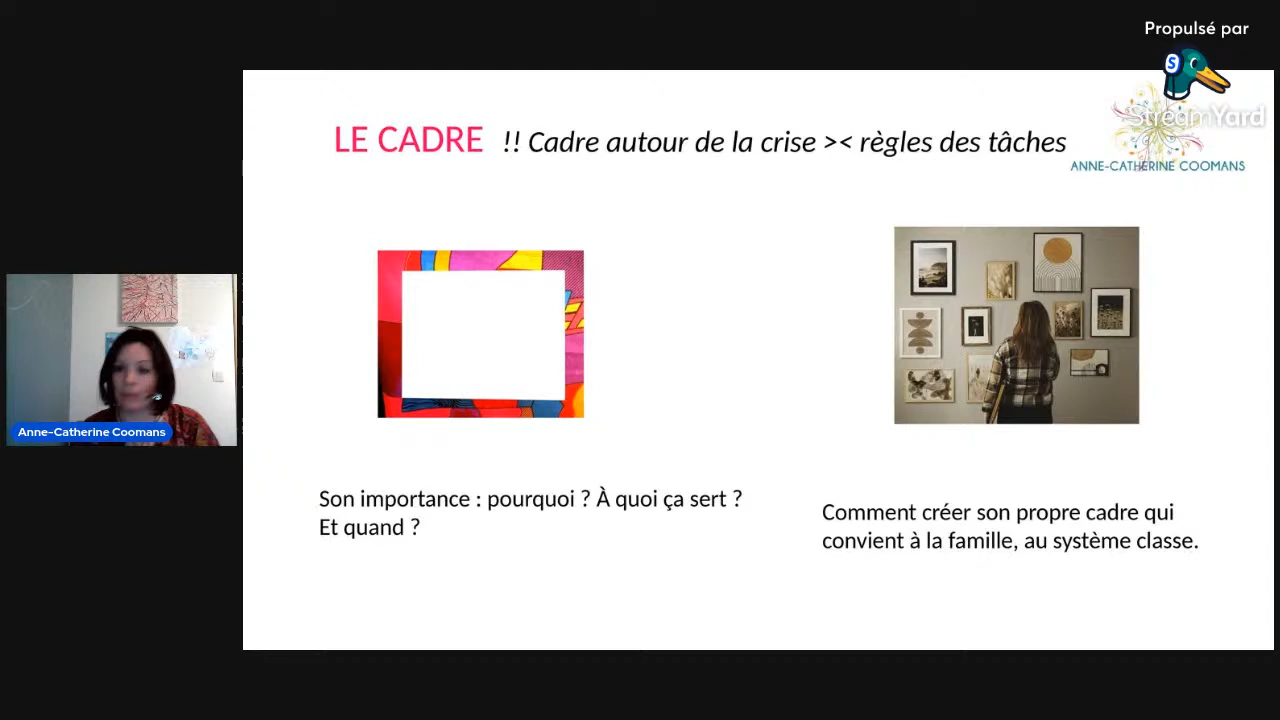 Propulsé par
S
StreamYard
LE CADRE !! Cadre autour de la crise >< règles des tâches
ANNE-CATHERINE COOMANS
Anne-Catherine Coomans
Son importance : pourquoi ? À quoi ça sert ?
Et quand ?
Comment créer son propre cadre qui
convient à la famille, au système classe.